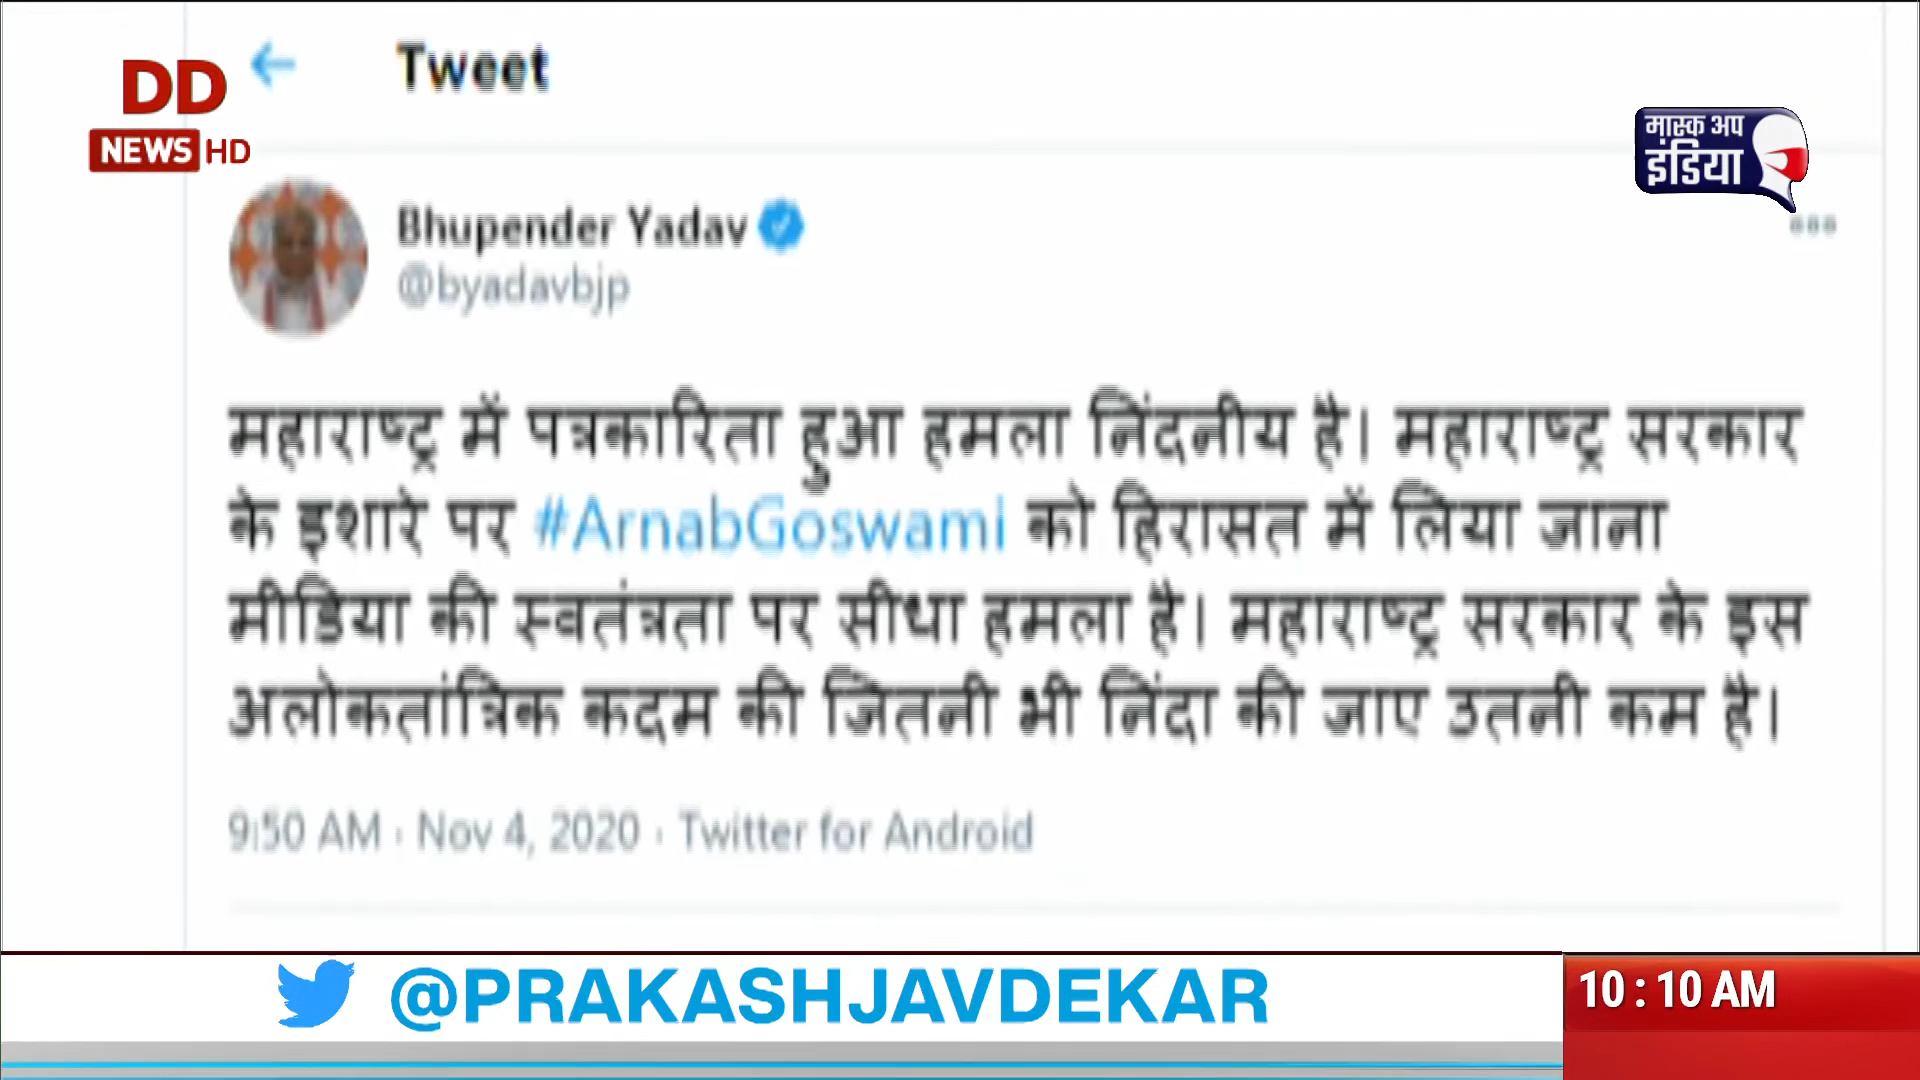 Tweet
DD
NEWS HD
मास्क अप
इंडिया
Bhupender Yadav
@byadavbjp
महाराष्ट्र में पत्रकारिता हुआ हमला निंदनीय है। महाराष्ट्र सरकार
के इशारे पर #ArnabGoswami को हिरासत में लिया जाना
मीडिया की स्वतंत्रता पर सीधा हमला है। महाराष्ट्र सरकार के इस
अलोकतांत्रिक कदम की जितनी भी निंदा की जाए उतनी कम है।
9:50 AM · Nov 4, 2020 · Twitter for Android
@PRAKASHJAVDEKAR
10:10 AM